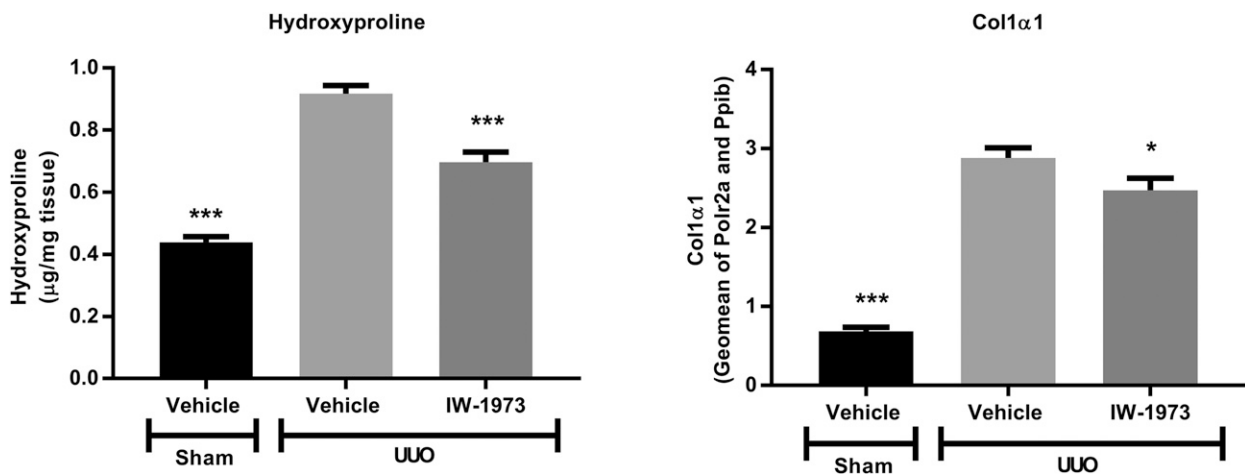 Hydroxyproline
Hydroxyproline
(μg/mg tissue)
1.0
0.8
0.6
0.4
0.2
0.0
***
***
Vehicle
Vehicle
IW-1973
Sham
UUO
Col1α1
Col1α1
(Geomean of Polr2a and Ppib)
4
3
2
1
0
***
*
Vehicle
Vehicle
IW-1973
Sham
UUO